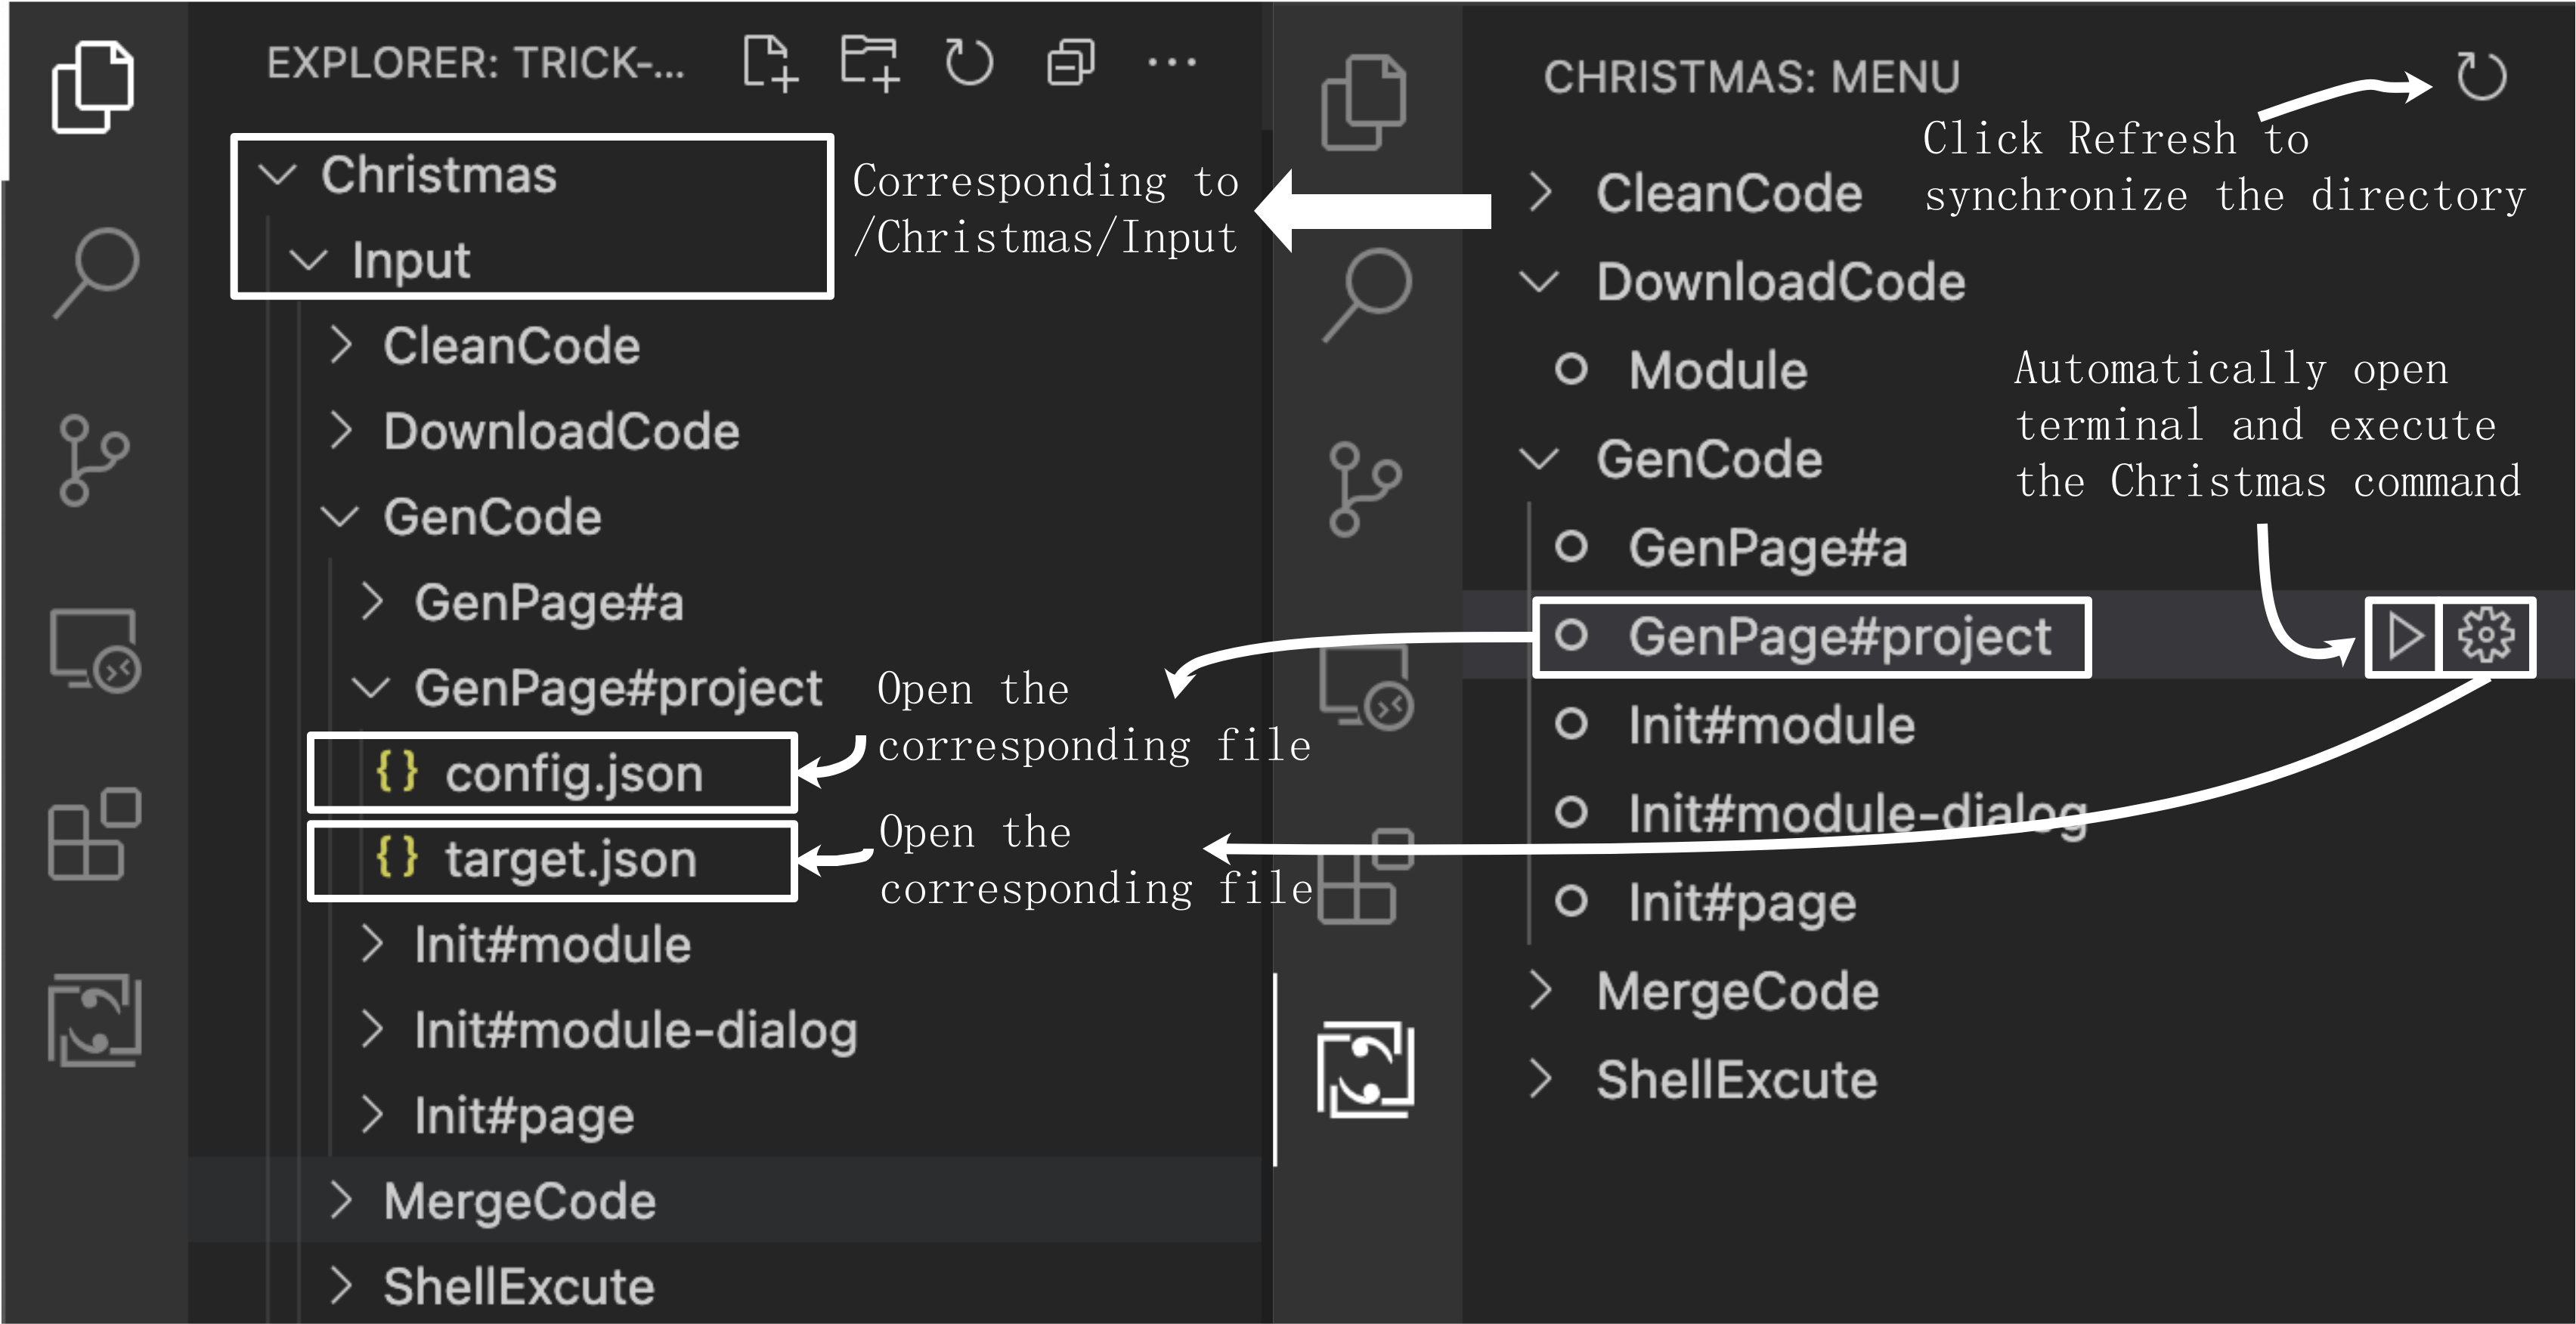 EXPLORER: TRICK-...
Christmas
Input
CleanCode
DownloadCode
GenCode
GenPage#a
GenPage#project
{} config.json
{} target.json
Init#module
Init#module-dialog
Init#page
MergeCode
ShellExcute
Corresponding to
/Christmas/Input
Open the
corresponding file
Open the
corresponding file
CHRISTMAS: MENU
Click Refresh to
synchronize the directory
CleanCode
DownloadCode
Module
GenCode
GenPage#a
GenPage#project
Init#module
Init#module-dialog
Init#page
MergeCode
ShellExcute
Automatically open
terminal and execute
the Christmas command